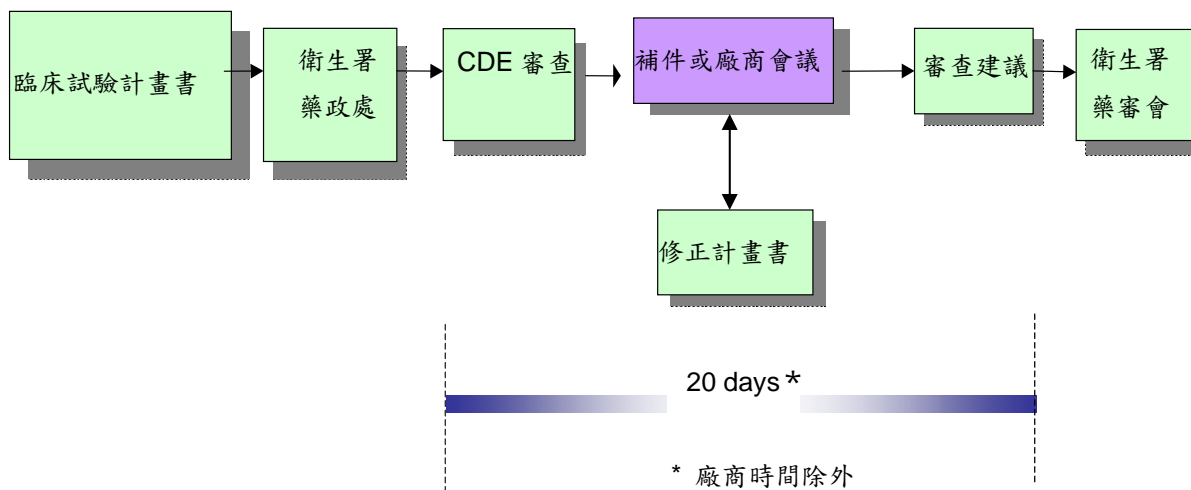 臨床試驗計畫書
衛生署
藥政處
CDE 審查
補件或廠商會議
審查建議
衛生署
藥審會
修正計畫書
20 days *
* 廠商時間除外